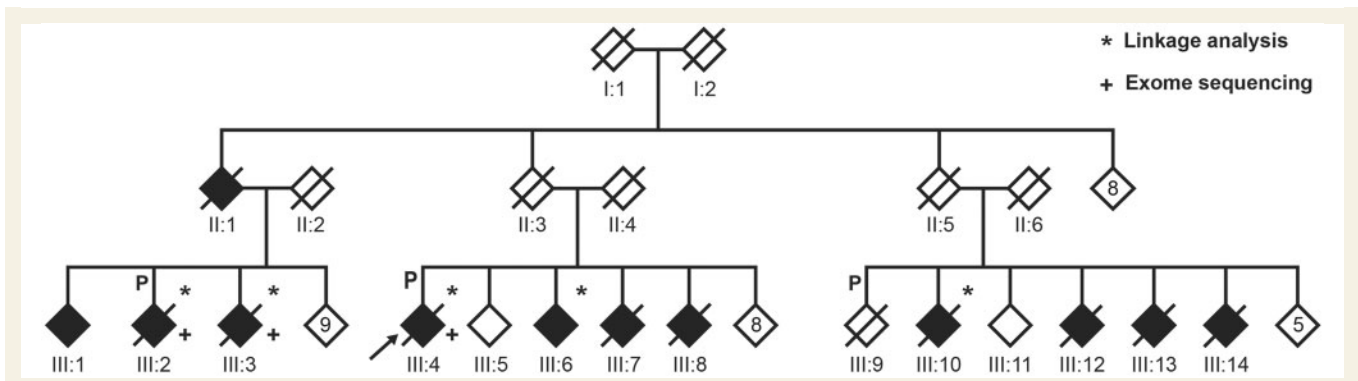 * Linkage analysis
+ Exome sequencing
I:1 I:2
8
II:1 II:2 II:3 II:4 II:5 II:6
P * * P * * P *
9 8 5
+ + +
III:1 III:2 III:3 III:4 III:5 III:6 III:7 III:8 III:9 III:10 III:11 III:12 III:13 III:14